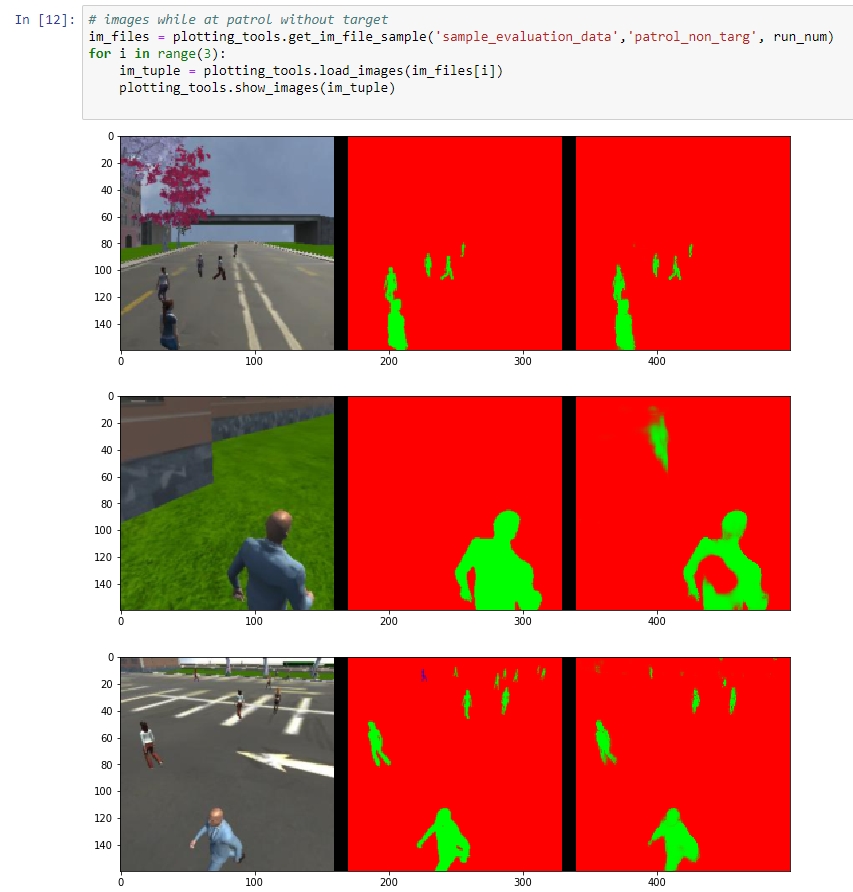 In [12]:
# images while at patrol without target
im_files = plotting_tools.get_im_file_sample('sample_evaluation_data','patrol_non_targ', run_num)
for i in range(3):
    im_tuple = plotting_tools.load_images(im_files[i])
    plotting_tools.show_images(im_tuple)
0
20
40
60
80
100
120
140
0 100 200 300 400
0
20
40
60
80
100
120
140
0 100 200 300 400
0
20
40
60
80
100
120
140
0 100 200 300 400